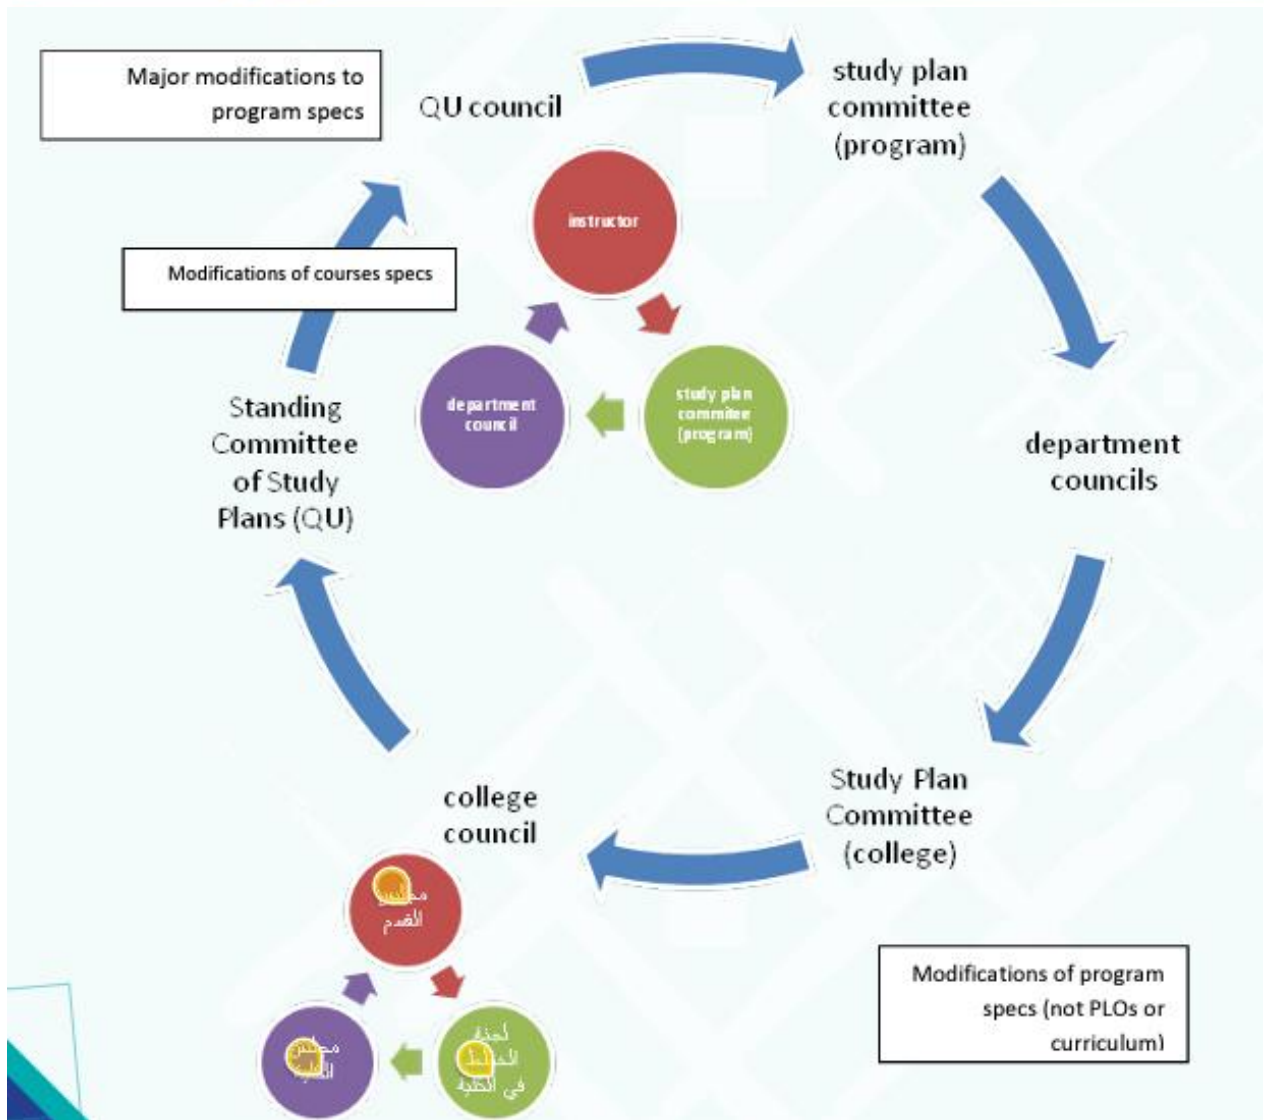 Major modifications to
program specs
QU council
study plan
committee
(program)
instructor
Modifications of courses specs
department
council
study plan
commitee
(program)
Standing
Committee
of Study
Plans (QU)
department
councils
college
council
Study Plan
Committee
(college)
القسم
لجنة
في الكلية
Modifications of program
specs (not PLOs or
curriculum)